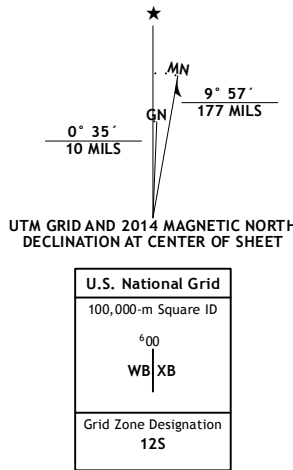 ★
MN
GN
9° 57´
177 MILS
0° 35´
10 MILS
UTM GRID AND 2014 MAGNETIC NORTH
DECLINATION AT CENTER OF SHEET
U.S. National Grid
100,000-m Square ID
⁶00
WB XB
Grid Zone Designation
12S